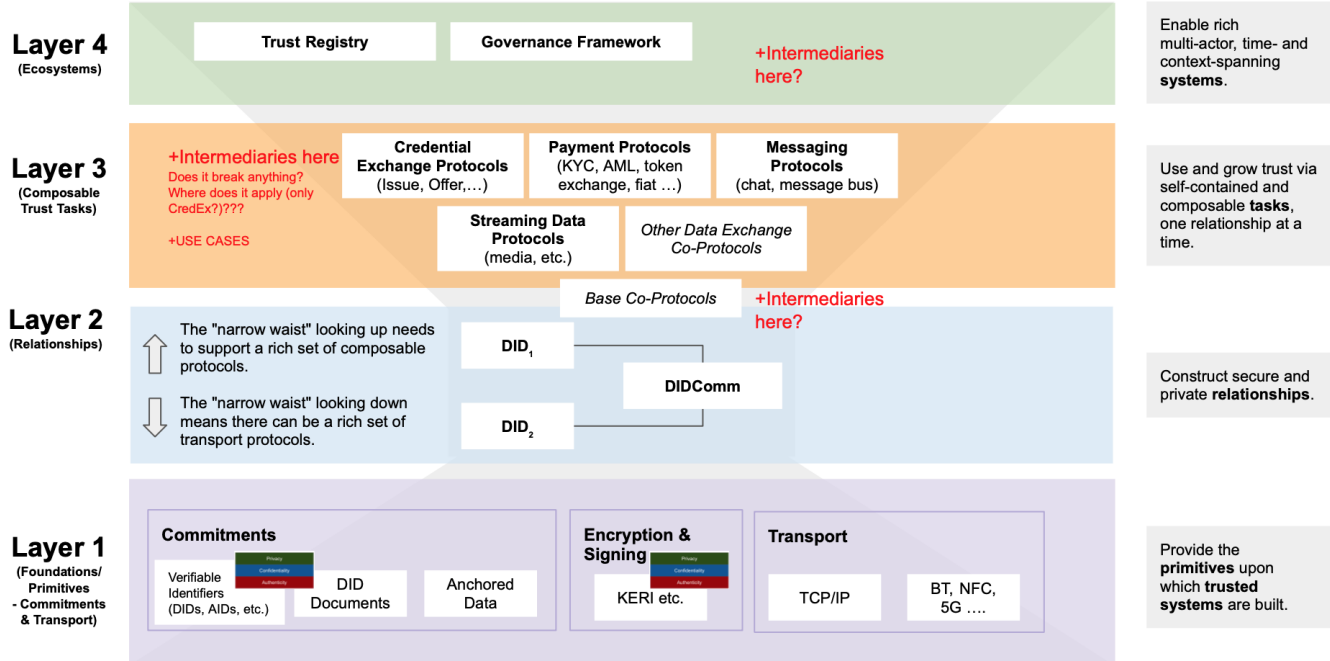 Layer 4
(Ecosystems)
Trust Registry
Governance Framework
+Intermediaries
here?
Enable rich
multi-actor, time- and
context-spanning
systems.
Layer 3
(Composable
Trust Tasks)
+Intermediaries here
Does it break anything?
Where does it apply (only
CredEx?)???
+USE CASES
Credential
Exchange Protocols
(Issue, Offer,…)
Payment Protocols
(KYC, AML, token
exchange, fiat …)
Messaging
Protocols
(chat, message bus)
Streaming Data
Protocols
(media, etc.)
Other Data Exchange
Co-Protocols
Use and grow trust via
self-contained and
composable tasks,
one relationship at a
time.
Base Co-Protocols
+Intermediaries
here?
Layer 2
(Relationships)
The "narrow waist" looking up needs
to support a rich set of composable
protocols.
The "narrow waist" looking down
means there can be a rich set of
transport protocols.
DID1
DID2
DIDComm
Construct secure and
private relationships.
Layer 1
(Foundations/
Primitives
- Commitments
& Transport)
Commitments
Verifiable
Identifiers
(DIDs, AIDs, etc.)
Privacy
Confidentiality
Authenticity
DID
Documents
Anchored
Data
Encryption &
Signing
Privacy
Confidentiality
Authenticity
KERI etc.
Transport
TCP/IP
BT, NFC,
5G ….
Provide the
primitives upon
which trusted
systems are built.